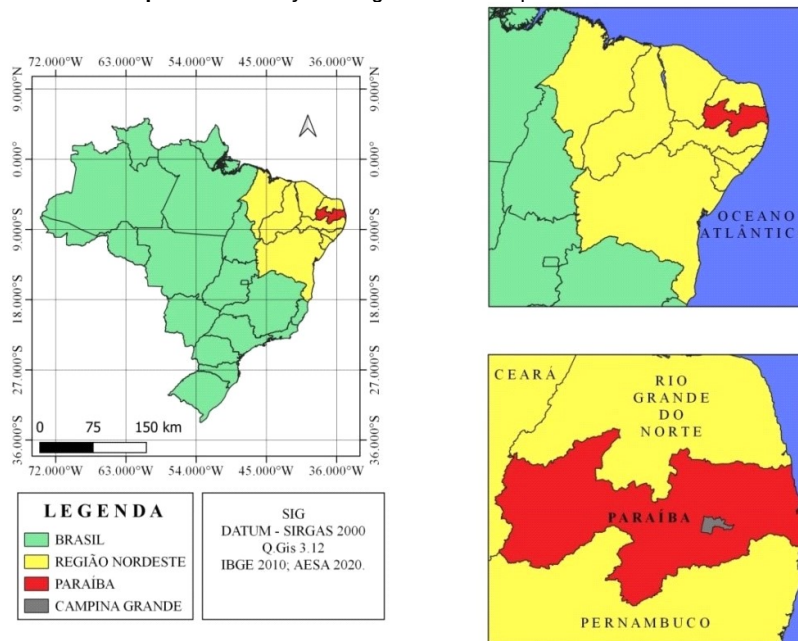 72.000°W 63.000°W 54.000°W 45.000°W 36.000°W
9.000°N
0.000°
9.000°S
18.000°S
27.000°S
36.000°S
9.000°N
0.000°
9.000°S
18.000°S
27.000°S
36.000°S
0 75 150 km
72.000°W 63.000°W 54.000°W 45.000°W 36.000°W
LEGENDA
BRASIL
REGIÃO NORDESTE
PARAÍBA
CAMPINA GRANDE
SIG
DATUM - SIRGAS 2000
Q.Gis 3.12
IBGE 2010; AESA 2020.
OCEANO
ATLÂNTIC
CEARÁ
RIO
GRANDE
DO
NORTE
PARAÍBA
PERNAMBUCO